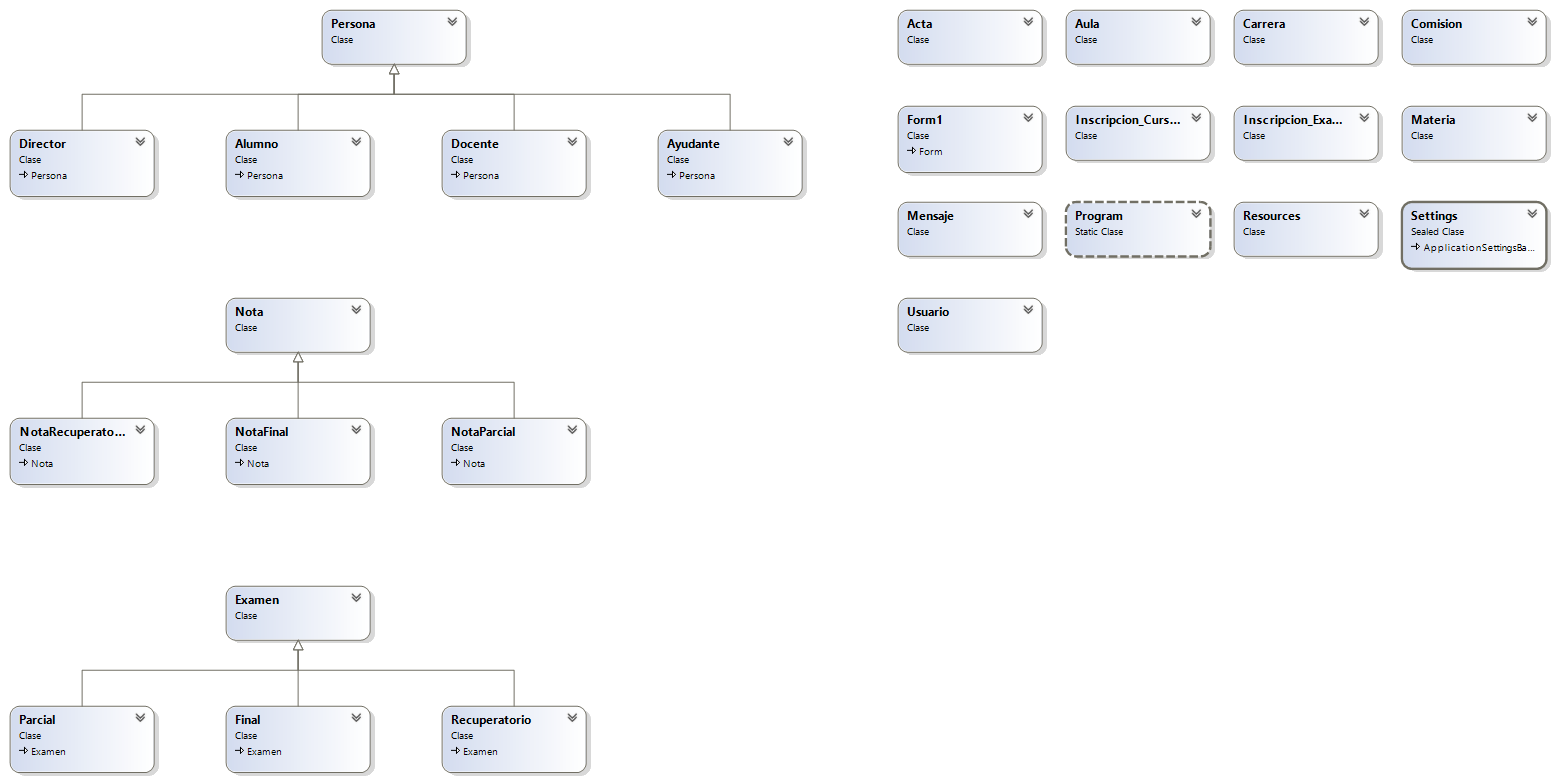 Persona
Clase
Director
Clase
Persona
Alumno
Clase
Persona
Docente
Clase
Persona
Ayudante
Clase
Persona
Nota
Clase
NotaRecuperato...
Clase
Nota
NotaFinal
Clase
Nota
NotaParcial
Clase
Nota
Examen
Clase
Parcial
Clase
Examen
Final
Clase
Examen
Recuperatorio
Clase
Examen
Acta
Clase
Aula
Clase
Carrera
Clase
Comision
Clase
Form1
Clase
Form
Inscripcion_Curs...
Clase
Inscripcion_Exa...
Clase
Materia
Clase
Mensaje
Clase
Program
Static Clase
Resources
Clase
Settings
Sealed Clase
ApplicationSettingsBa...
Usuario
Clase